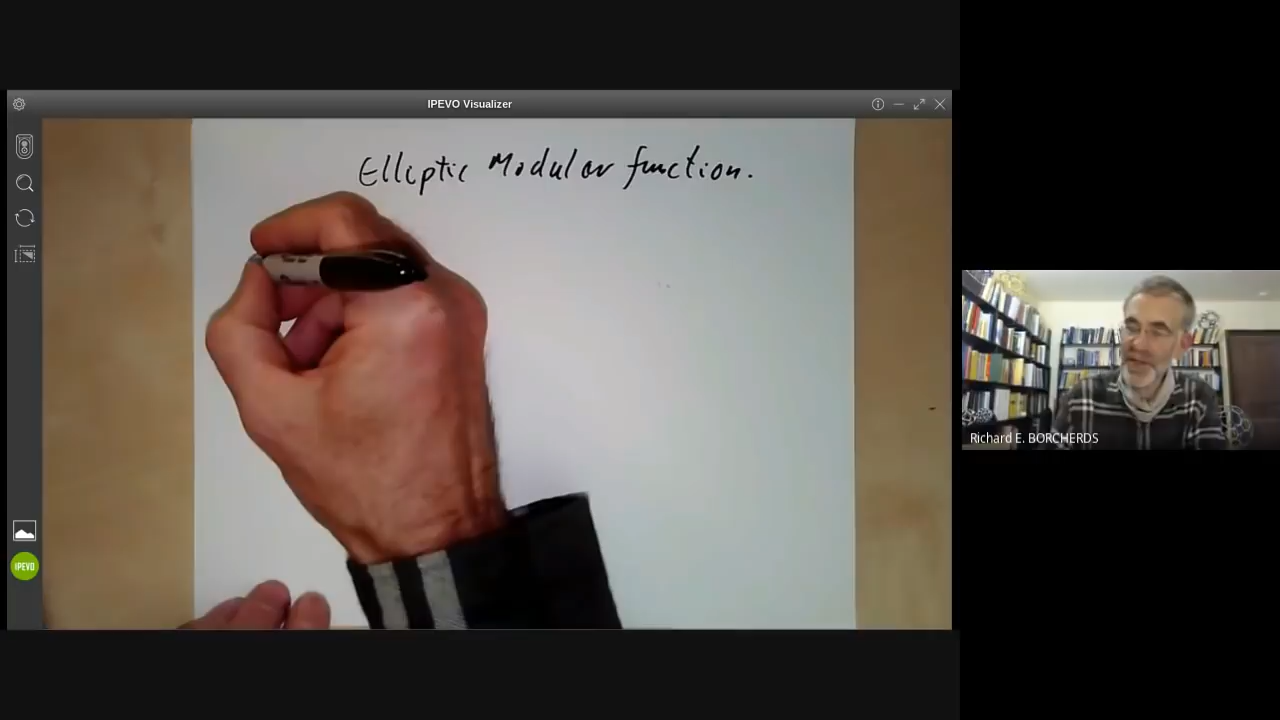 IPEVO Visualizer
Elliptic Modular function.
Richard E. BORCHERDS
IPEVO